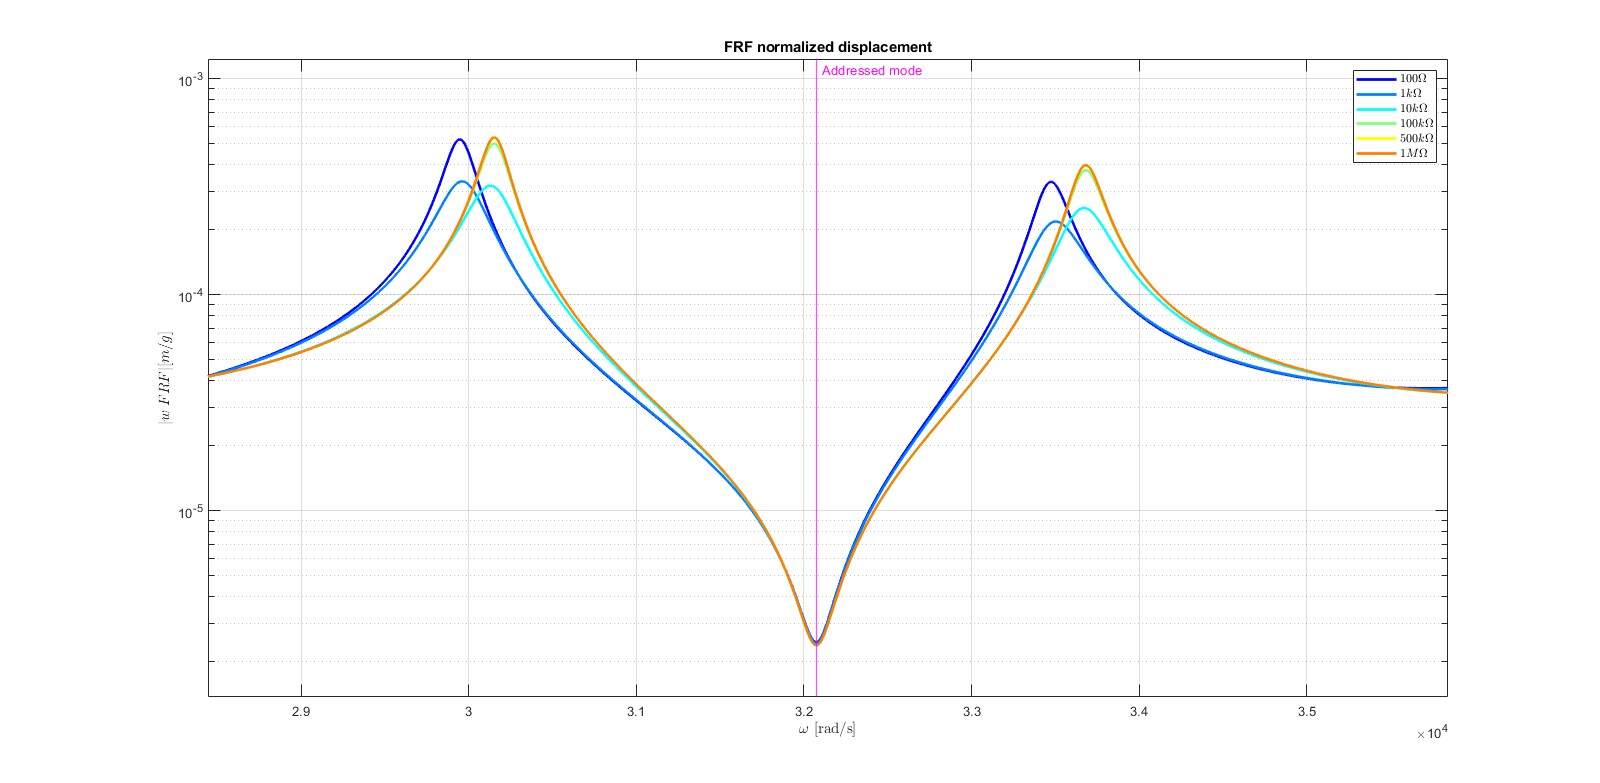 FRF normalized displacement
Addressed mode
100Ω
1kΩ
10kΩ
100kΩ
500kΩ
1MΩ
10^-3
10^-4
10^-5
|w FRF|[m/g]
2.9 3 3.1 3.2 3.3 3.4 3.5
ω [rad/s]
×10^4